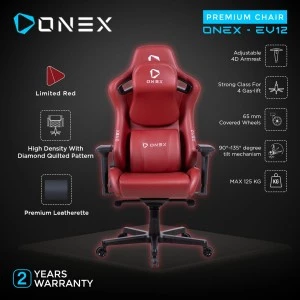 ONEX
PREMIUM CHAIR
ONEX - EV12
Limited Red
High Density With
Diamond Quilted Pattern
Premium Leatherette
Adjustable
4D Armrest
Strong Class For
4 Gas-lift
65 mm
Covered Wheels
90°-135° degree
tilt mechanism
KG
MAX 125 KG
2 YEARS
WARRANTY